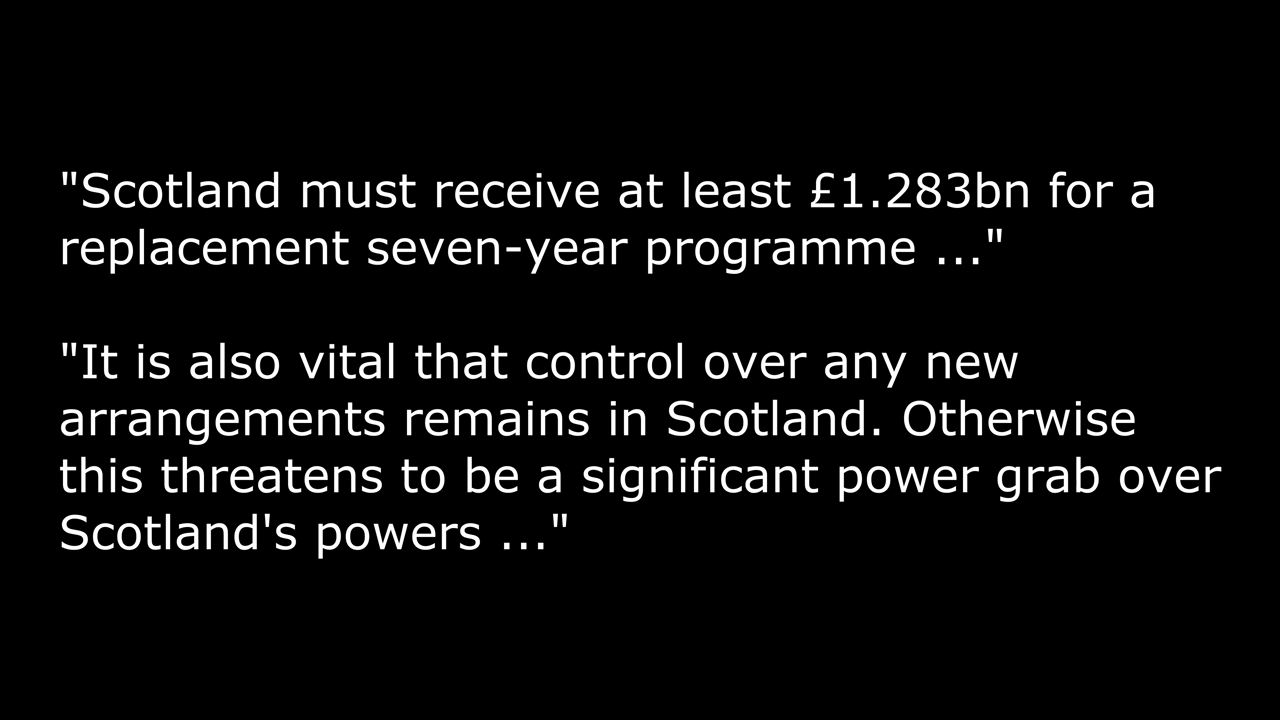 "Scotland must receive at least £1.283bn for a
replacement seven-year programme ..."
"It is also vital that control over any new
arrangements remains in Scotland. Otherwise
this threatens to be a significant power grab over
Scotland's powers ..."